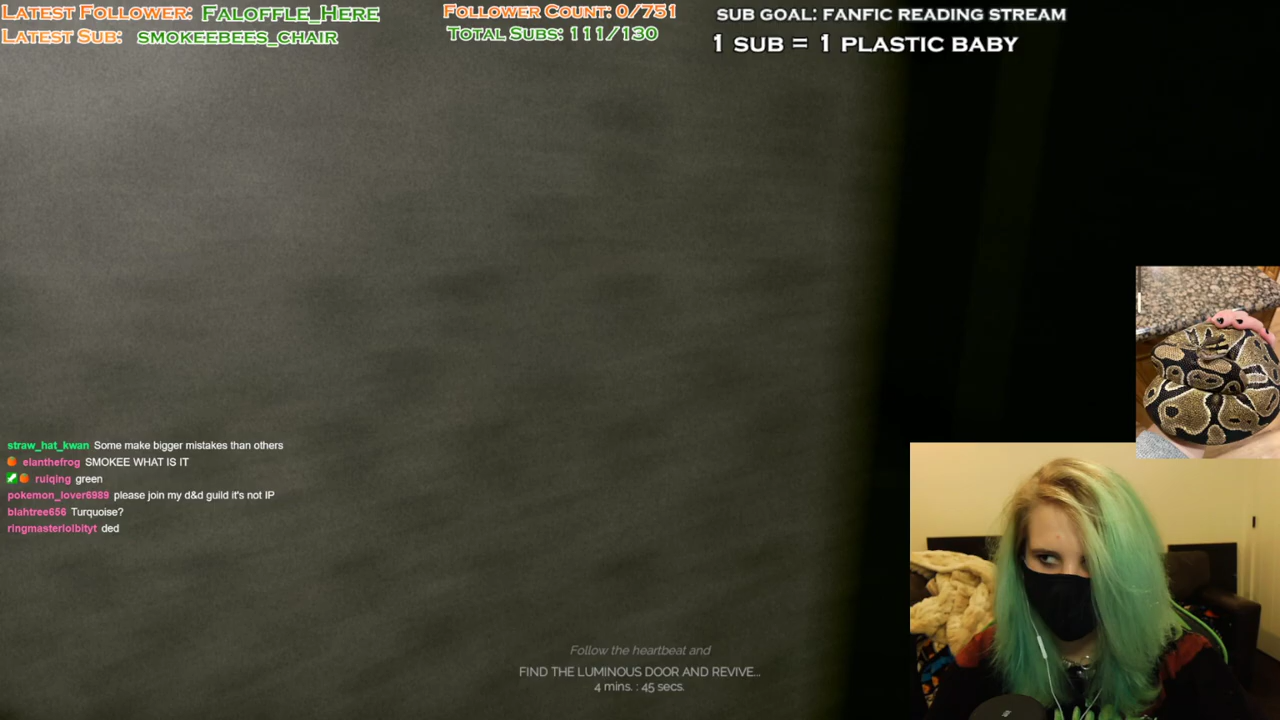 Latest Follower: Faloffle_Here
Latest Sub: smokeebees_chair
Follower Count: 0/751
Total Subs: 111/130
SUB GOAL: FANFIC READING STREAM
1 SUB = 1 PLASTIC BABY
straw_hat_kwan Some make bigger mistakes than others
elanthefrog SMOKEE WHAT IS IT
ruiqing green
pokemon_lover6989 please join my d&d guild it's not IP
blahtree656 Turquoise?
ringmasterlolbityt ded
Follow the heartbeat and
FIND THE LUMINOUS DOOR AND REVIVE...
4 mins. : 45 secs.